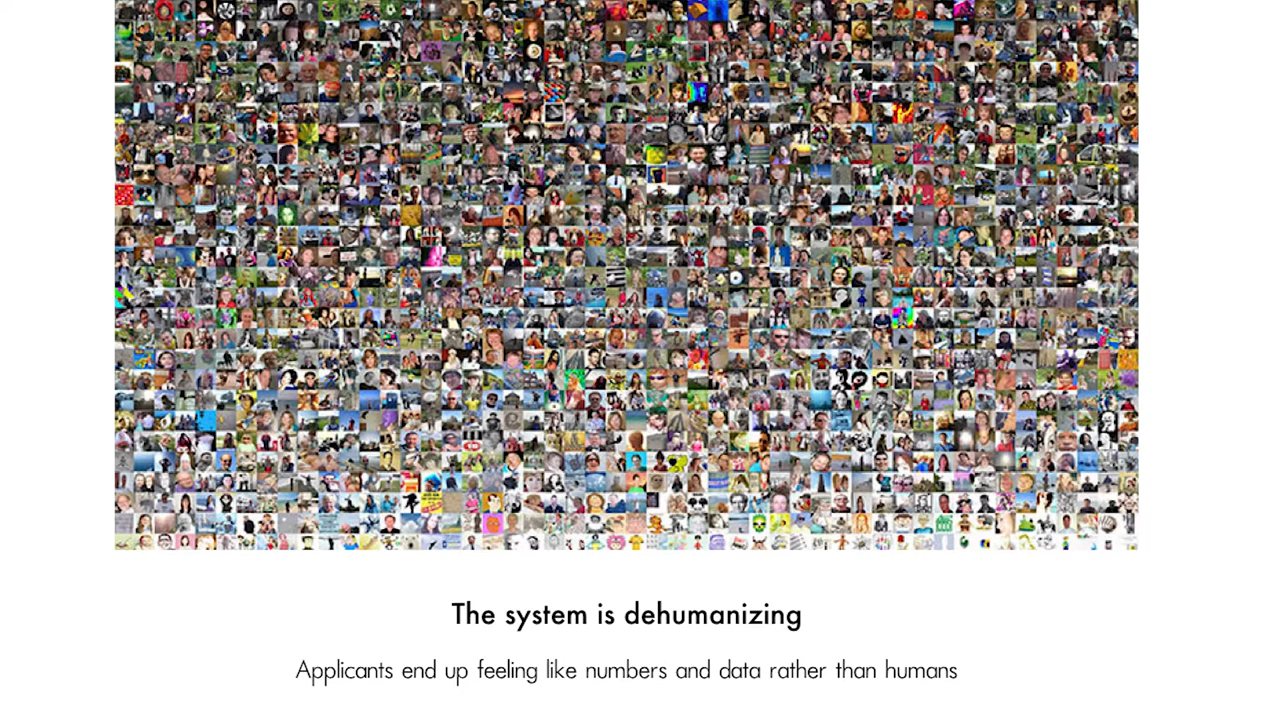 The system is dehumanizing
Applicants end up feeling like numbers and data rather than humans